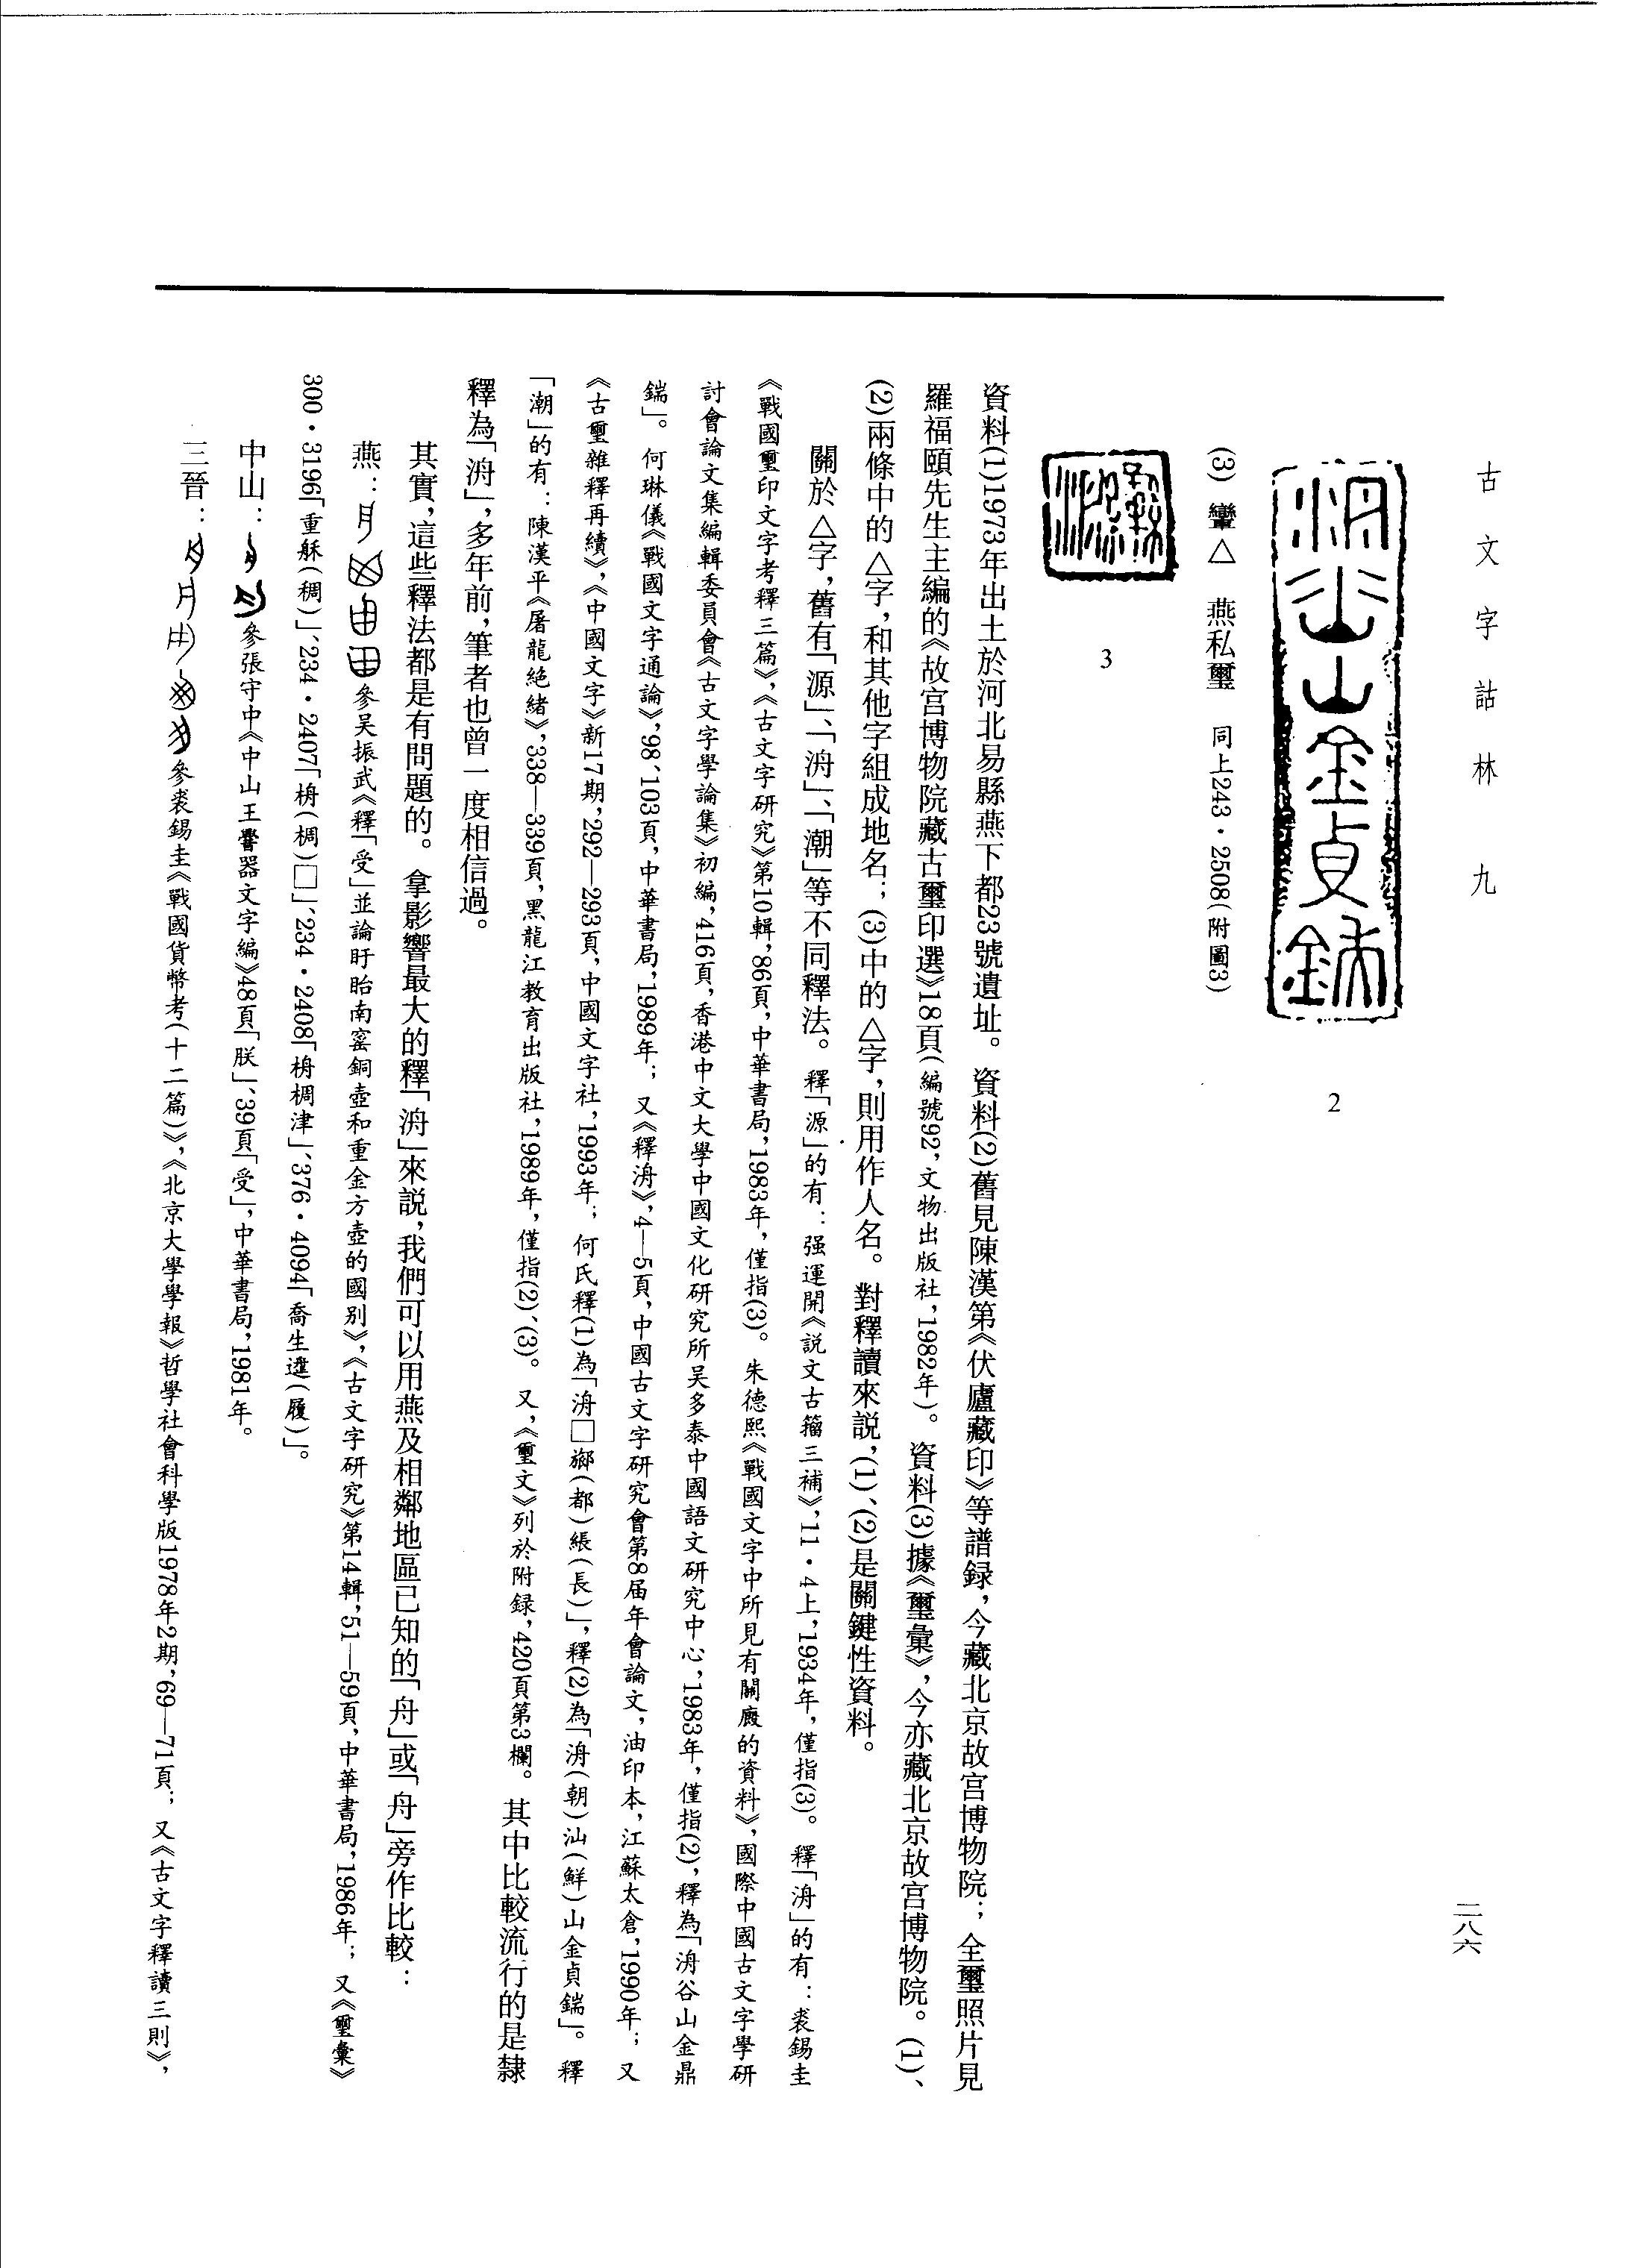 古文字詁林 九
二八六
2
(3) 䜌△ 燕私璽 同上243·2508(附圖3)
3
資料(1)1973年出土於河北易縣燕下都23號遺址。資料(2)舊見陳漢第《伏廬藏印》等譜録，今藏北京故宫博物院；全璽照片見
羅福頤先生主編的《故宫博物院藏古璽印選》18頁(編號92，文物出版社，1982年)。資料(3)據《璽彙》，今亦藏北京故宫博物院。(1)、
(2)兩條中的△字，和其他字組成地名；(3)中的△字，則用作人名。對釋讀來説，(1)、(2)是關鍵性資料。
關於△字，舊有「源」、「洀」、「潮」等不同釋法。釋「源」的有：强運開《説文古籀三補》，11·4上，1934年，僅指(3)。釋「洀」的有：裘錫圭
《戰國璽印文字考釋三篇》，《古文字研究》第10輯，86頁，中華書局，1983年，僅指(3)。朱德熙《戰國文字中所見有關廄的資料》，國際中國古文字學研
討會論文集編輯委員會《古文字學論集》初編，416頁，香港中文大學中國文化研究所吴多泰中國語文研究中心，1983年，僅指(2)，釋為「洀谷山金鼎
鍴」。何琳儀《戰國文字通論》，98、103頁，中華書局，1989年；又《釋洀》，4—5頁，中國古文字研究會第8届年會論文，油印本，江蘇太倉，1990年；又
《古璽雜釋再續》，《中國文字》新17期，292—293頁，中國文字社，1993年；何氏釋(1)為「洀□𨛜(都)䋽(長)」，釋(2)為「洀(朝)汕(鮮)山金貞鍴」。釋
「潮」的有：陳漢平《屠龍絶緒》，338—339頁，黑龍江教育出版社，1989年，僅指(2)、(3)。又，《璽文》列於附録，420頁第3欄。其中比較流行的是隸
釋為「洀」，多年前，筆者也曾一度相信過。
其實，這些釋法都是有問題的。拿影響最大的釋「洀」來説，我們可以用燕及相鄰地區已知的「舟」或「舟」旁作比較：
燕：參吴振武《釋「受」並論盱眙南窰銅壺和重金方壺的國别》，《古文字研究》第14輯，51—59頁，中華書局，1986年；又《璽彙》
300·3196「重穌(稠)」、234·2407「枏(椆)□」、234·2408「枏椆津」、376·4094「喬生(履)」。
中山：參張守中《中山王𰯼器文字編》48頁「朕」、39頁「受」，中華書局，1981年。
三晉：參裘錫圭《戰國貨幣考(十二篇)》，《北京大學學報》哲學社會科學版1978年2期，69—71頁；又《古文字釋讀三則》，